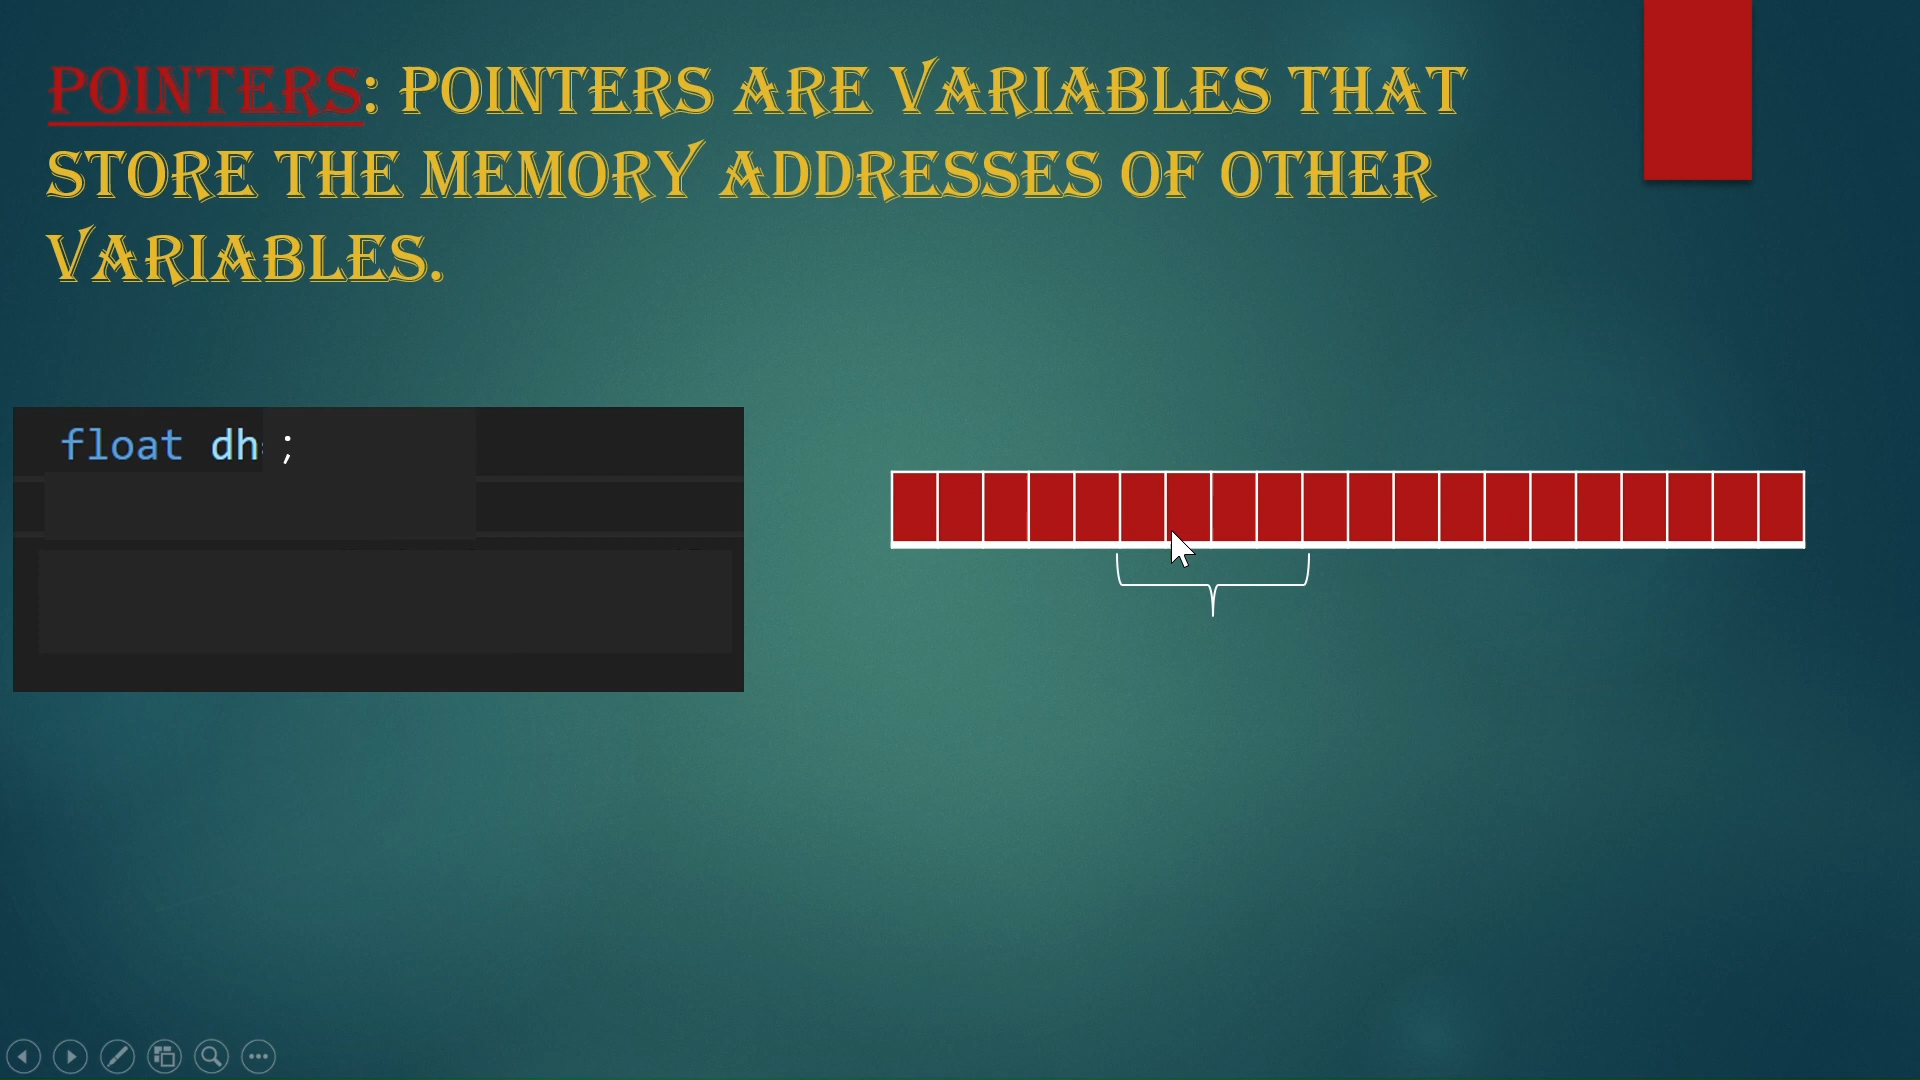 POINTERS: POINTERS ARE VARIABLES THAT
STORE THE MEMORY ADDRESSES OF OTHER
VARIABLES.
float dh ;